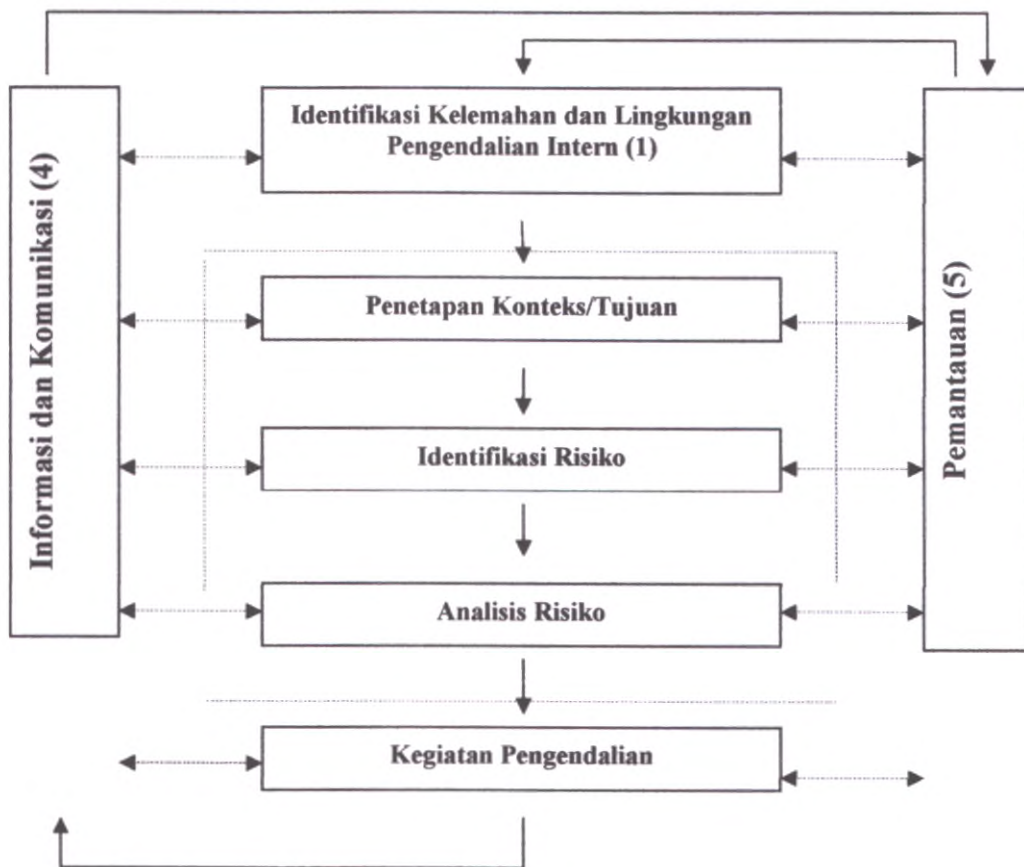 Identifikasi Kelemahan dan Lingkungan
Pengendalian Intern (1)
Informasi dan Komunikasi (4)
Penetapan Konteks/Tujuan
Identifikasi Risiko
Analisis Risiko
Pemantauan (5)
Kegiatan Pengendalian